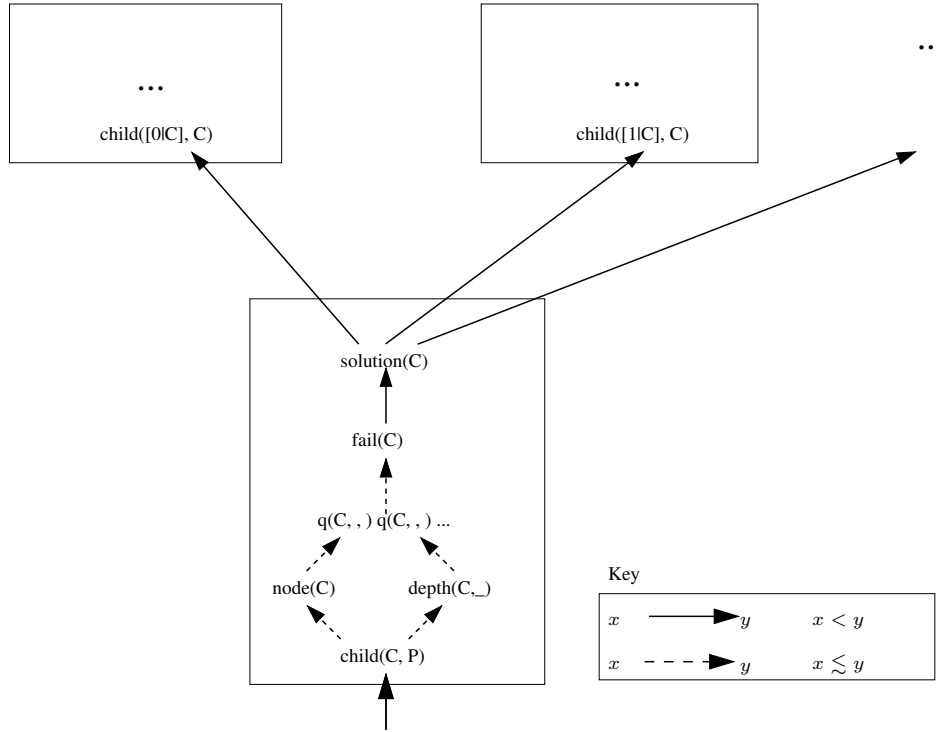 ..
... ...
child([0|C], C) child([1|C], C)
solution(C)
fail(C)
q(C, , ) q(C, , ) ...
node(C) depth(C,_)
Key
x y x < y
child(C, P)
x y x ≲ y